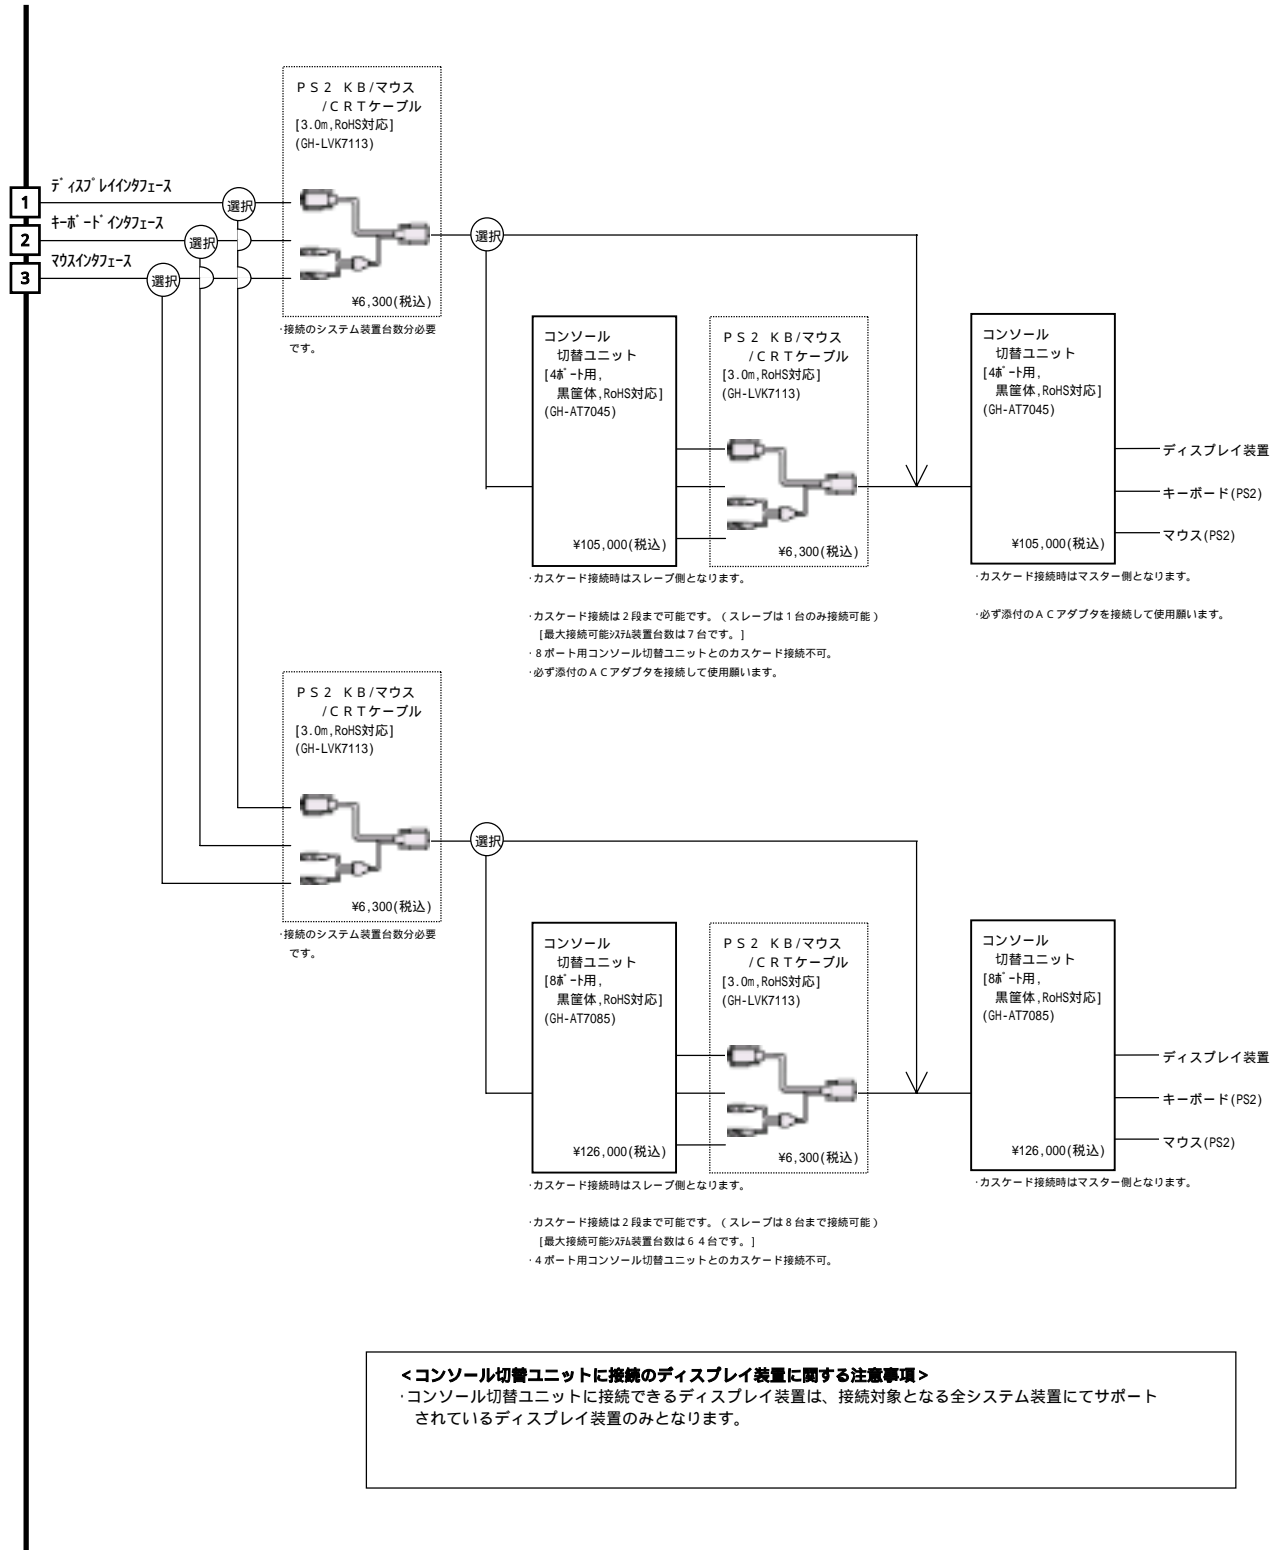 PS2 KB/マウス
/CRTケーブル
[3.0m,RoHS対応]
(GH-LVK7113)
ディスプレイインタフェース
1
選択
キーボードインタフェース
2
選択
選択
マウスインタフェース
3
選択
¥6,300(税込)
・接続のシステム装置台数分必要
です。
コンソール
切替ユニット
[4ポート用,
黒筐体,RoHS対応]
(GH-AT7045)
¥105,000(税込)
PS2 KB/マウス
/CRTケーブル
[3.0m,RoHS対応]
(GH-LVK7113)
¥6,300(税込)
コンソール
切替ユニット
[4ポート用,
黒筐体,RoHS対応]
(GH-AT7045)
¥105,000(税込)
ディスプレイ装置
キーボード(PS2)
マウス(PS2)
・カスケード接続時はスレーブ側となります。
・カスケード接続は2段まで可能です。(スレーブは1台のみ接続可能)
[最大接続可能システム装置台数は7台です。]
・8ポート用コンソール切替ユニットとのカスケード接続不可。
・必ず添付のACアダプタを接続して使用願います。
・カスケード接続時はマスター側となります。
・必ず添付のACアダプタを接続して使用願います。
PS2 KB/マウス
/CRTケーブル
[3.0m,RoHS対応]
(GH-LVK7113)
選択
¥6,300(税込)
・接続のシステム装置台数分必要
です。
コンソール
切替ユニット
[8ポート用,
黒筐体,RoHS対応]
(GH-AT7085)
¥126,000(税込)
PS2 KB/マウス
/CRTケーブル
[3.0m,RoHS対応]
(GH-LVK7113)
¥6,300(税込)
コンソール
切替ユニット
[8ポート用,
黒筐体,RoHS対応]
(GH-AT7085)
¥126,000(税込)
ディスプレイ装置
キーボード(PS2)
マウス(PS2)
・カスケード接続時はスレーブ側となります。
・カスケード接続は2段まで可能です。(スレーブは8台まで接続可能)
[最大接続可能システム装置台数は64台です。]
・4ポート用コンソール切替ユニットとのカスケード接続不可。
・カスケード接続時はマスター側となります。
<コンソール切替ユニットに接続のディスプレイ装置に関する注意事項>
・コンソール切替ユニットに接続できるディスプレイ装置は、接続対象となる全システム装置にてサポート
されているディスプレイ装置のみとなります。